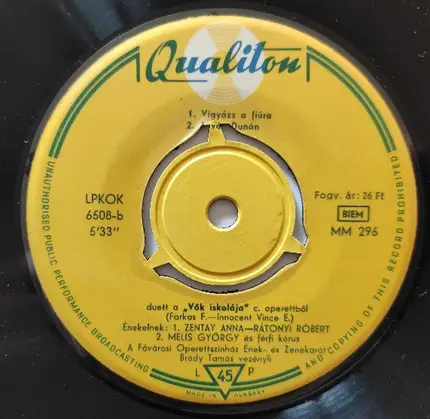 Qualiton
1. Vigyázz a fiúra
2. Dunán
LPKOK
6508-b
5'33"
Fogy. ár: 26 Ft
BIEM
MM 296
duett a „Vők iskolája" c. operettből
(Farkas F.—Innocent Vince E.)
Énekelnek: 1. ZENTAY ANNA—RÁTONYI RÓBERT
2. MELIS GYÖRGY és férfi kórus
A Fővárosi Operettszínház Ének- és Zenekarát
Bródy Tamás vezényli
L 45 P
MADE IN HUNGARY
UNAUTHORISED PUBLIC PERFORMANCE BROADCASTING
AND COPYING OF THIS RECORD PROHIBITED